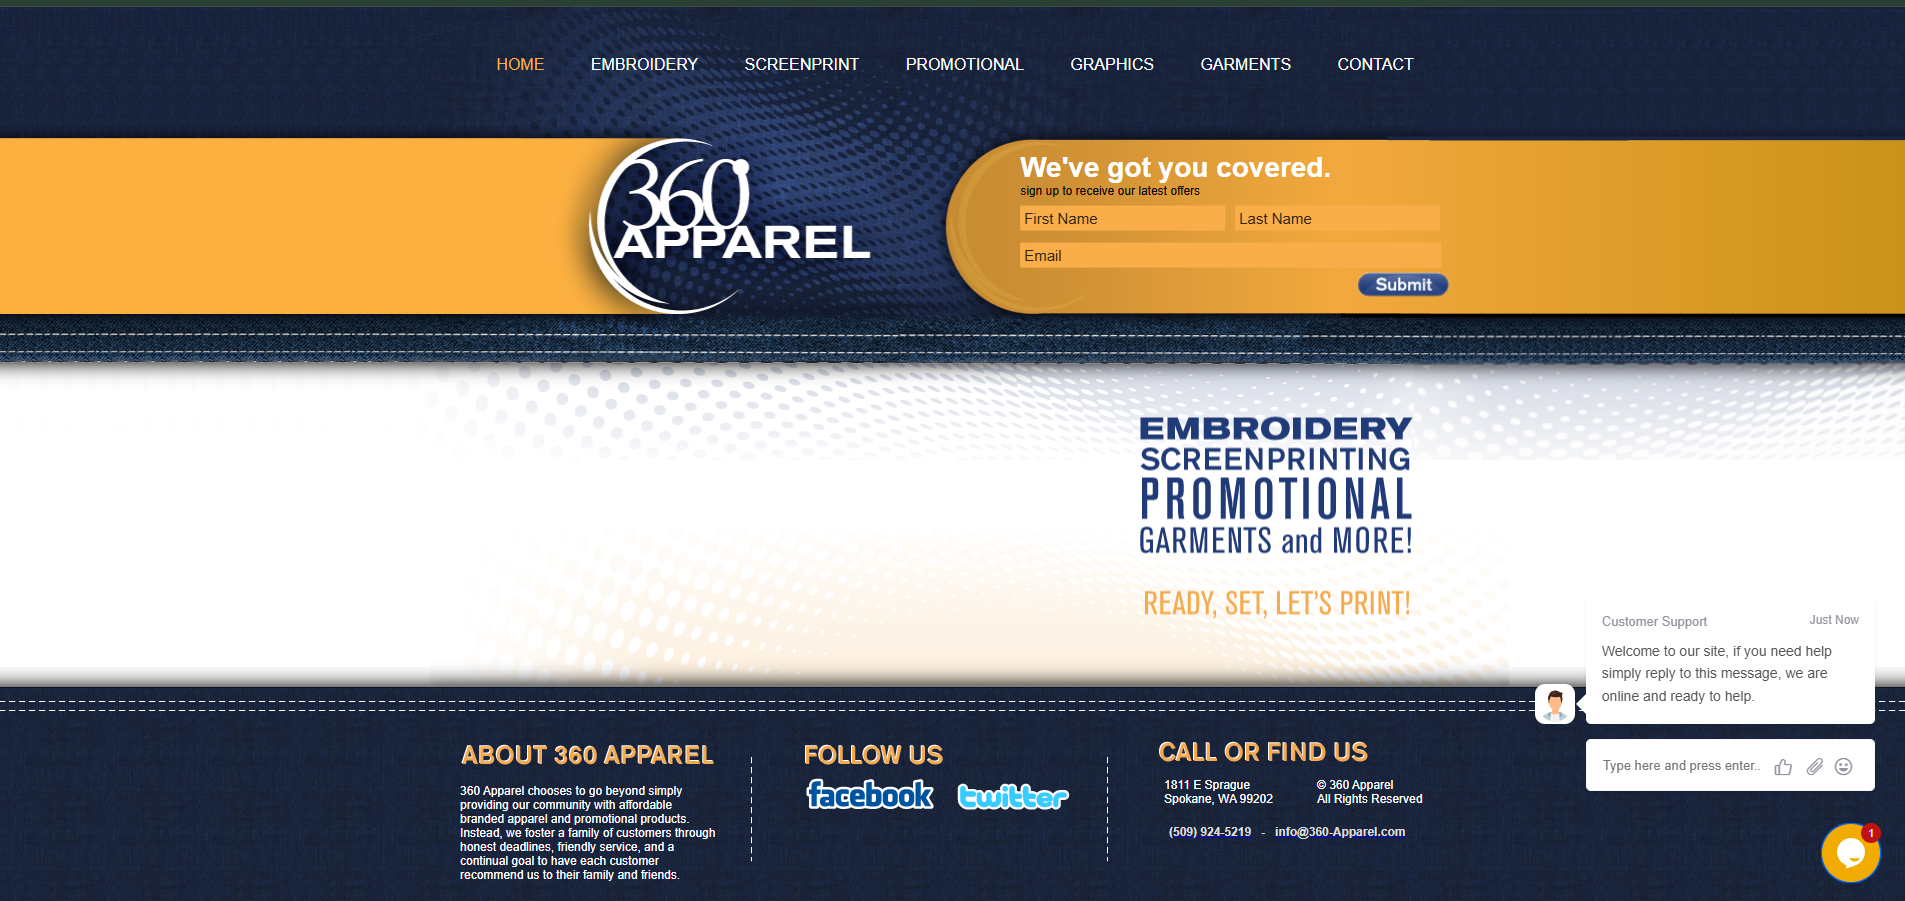 HOME EMBROIDERY SCREENPRINT PROMOTIONAL GRAPHICS GARMENTS CONTACT
360
APPAREL
We've got you covered.
sign up to receive our latest offers
First Name Last Name
Email
Submit
EMBROIDERY
SCREENPRINTING
PROMOTIONAL
GARMENTS and MORE!
READY, SET, LET'S PRINT!
Customer Support Just Now
Welcome to our site, if you need help
simply reply to this message, we are
online and ready to help.
Type here and press enter..
1
ABOUT 360 APPAREL
360 Apparel chooses to go beyond simply
providing our community with affordable
branded apparel and promotional products.
Instead, we foster a family of customers through
honest deadlines, friendly service, and a
continual goal to have each customer
recommend us to their family and friends.
FOLLOW US
facebook twitter
CALL OR FIND US
1811 E Sprague
Spokane, WA 99202
© 360 Apparel
All Rights Reserved
(509) 924-5219 - info@360-Apparel.com